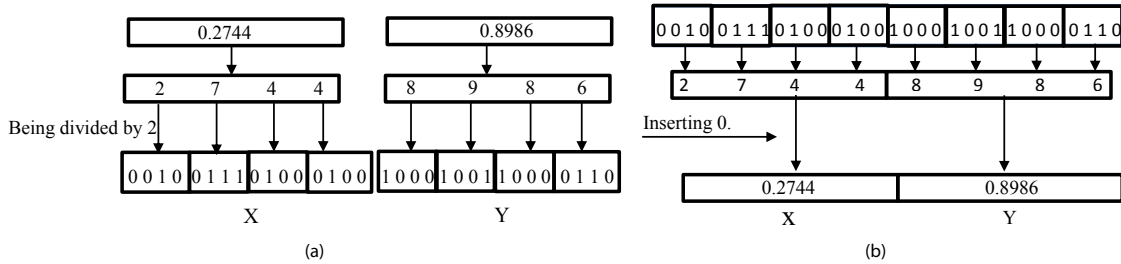 0.2744
0.8986
2 7 4 4
8 9 8 6
Being divided by 2
0 0 1 0 0 1 1 1 0 1 0 0 0 1 0 0
1 0 0 0 1 0 0 1 1 0 0 0 0 1 1 0
X
Y
(a)
0 0 1 0 0 1 1 1 0 1 0 0 0 1 0 0 1 0 0 0 1 0 0 1 1 0 0 0 0 1 1 0
2 7 4 4 8 9 8 6
Inserting 0.
0.2744 0.8986
X Y
(b)